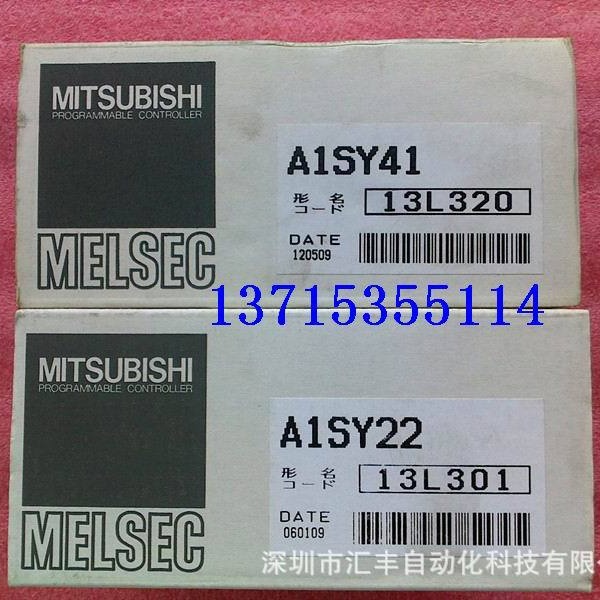 MITSUBISHI
PROGRAMMABLE CONTROLLER
MELSEC
A1SY41
形名
コード
13L320
DATE
120509
13715355114
MITSUBISHI
PROGRAMMABLE CONTROLLER
MELSEC
A1SY22
形名
コード
13L301
DATE
060109
深圳市汇丰自动化科技有限